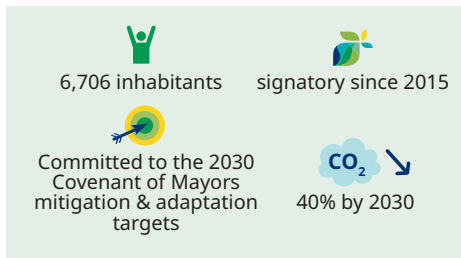 6,706 inhabitants
signatory since 2015
Committed to the 2030
Covenant of Mayors
mitigation & adaptation
targets
CO₂
40% by 2030